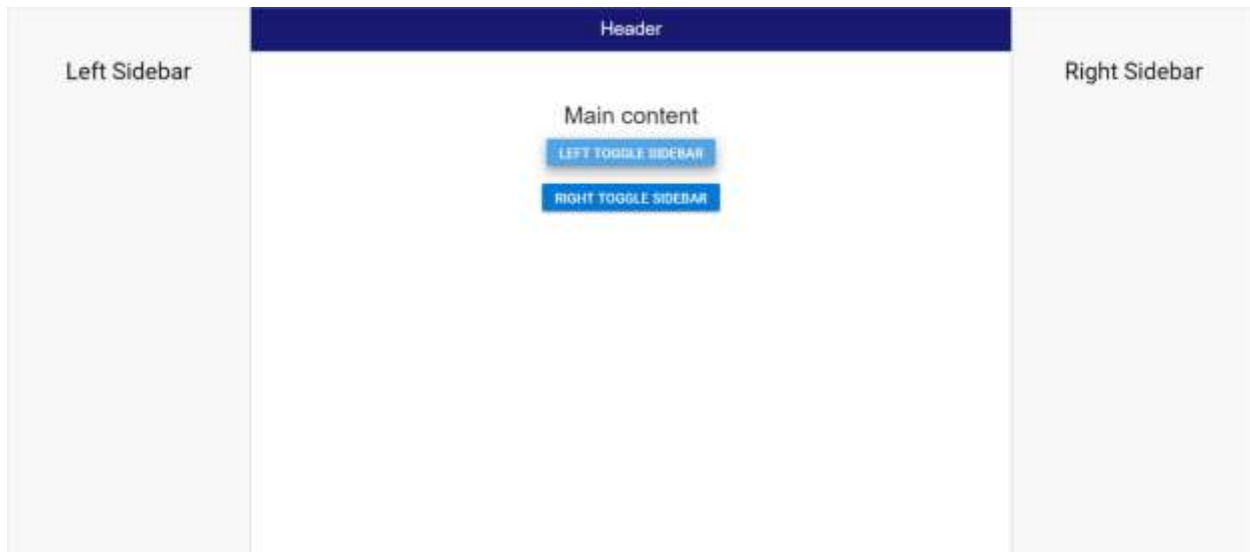 Header
Left Sidebar
Right Sidebar
Main content
LEFT TOGGLE SIDEBAR
RIGHT TOGGLE SIDEBAR